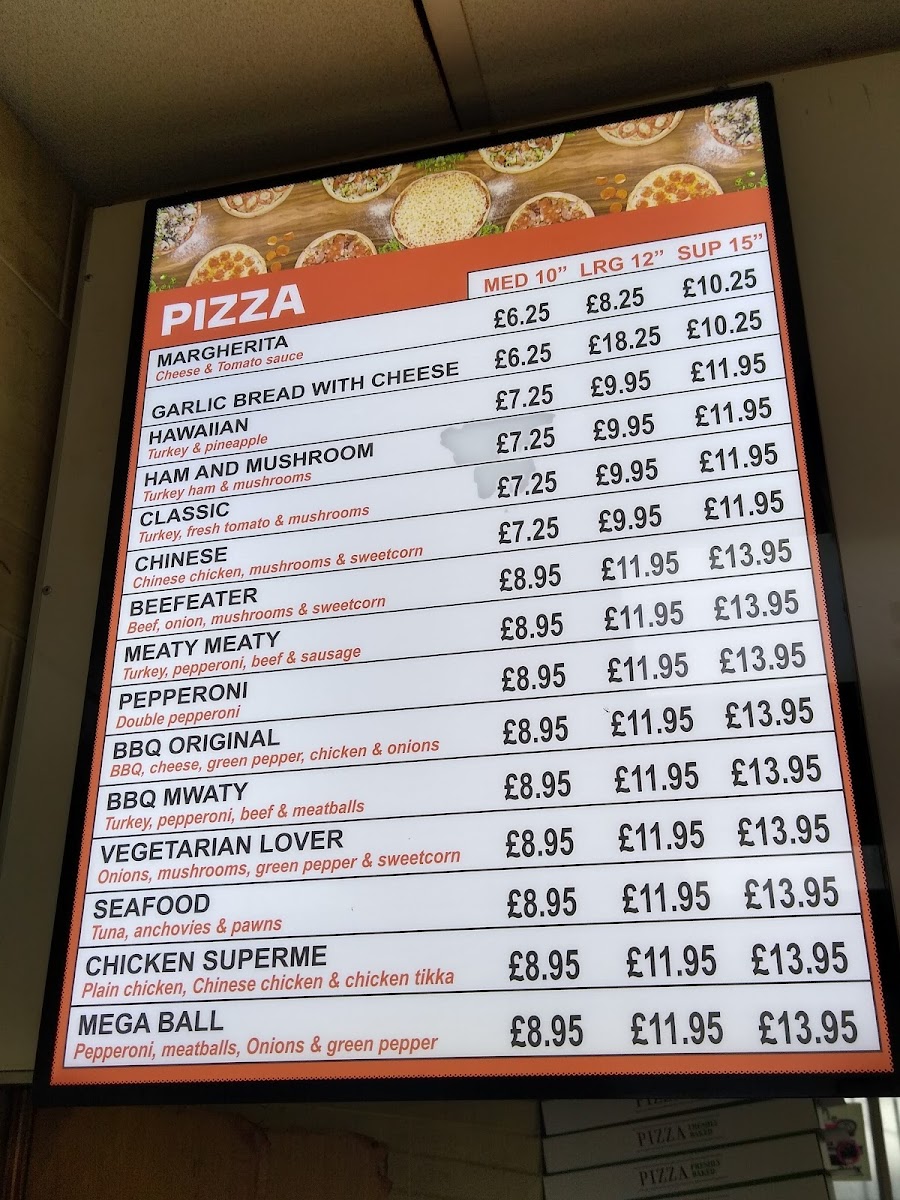 MED 10” LRG 12” SUP 15”
PIZZA
MARGHERITA £6.25 £8.25 £10.25
Cheese & Tomato sauce
GARLIC BREAD WITH CHEESE £6.25 £18.25 £10.25
HAWAIIAN £7.25 £9.95 £11.95
Turkey & pineapple
HAM AND MUSHROOM £7.25 £9.95 £11.95
Turkey ham & mushrooms
CLASSIC £7.25 £9.95 £11.95
Turkey, fresh tomato & mushrooms
CHINESE £7.25 £9.95 £11.95
Chinese chicken, mushrooms & sweetcorn
BEEFEATER £8.95 £11.95 £13.95
Beef, onion, mushrooms & sweetcorn
MEATY MEATY £8.95 £11.95 £13.95
Turkey, pepperoni, beef & sausage
PEPPERONI £8.95 £11.95 £13.95
Double pepperoni
BBQ ORIGINAL £8.95 £11.95 £13.95
BBQ, cheese, green pepper, chicken & onions
BBQ MWATY £8.95 £11.95 £13.95
Turkey, pepperoni, beef & meatballs
VEGETARIAN LOVER £8.95 £11.95 £13.95
Onions, mushrooms, green pepper & sweetcorn
SEAFOOD £8.95 £11.95 £13.95
Tuna, anchovies & pawns
CHICKEN SUPERME £8.95 £11.95 £13.95
Plain chicken, Chinese chicken & chicken tikka
MEGA BALL £8.95 £11.95 £13.95
Pepperoni, meatballs, Onions & green pepper
PIZZA FRESHLY BAKED
PIZZA FRESHLY BAKED